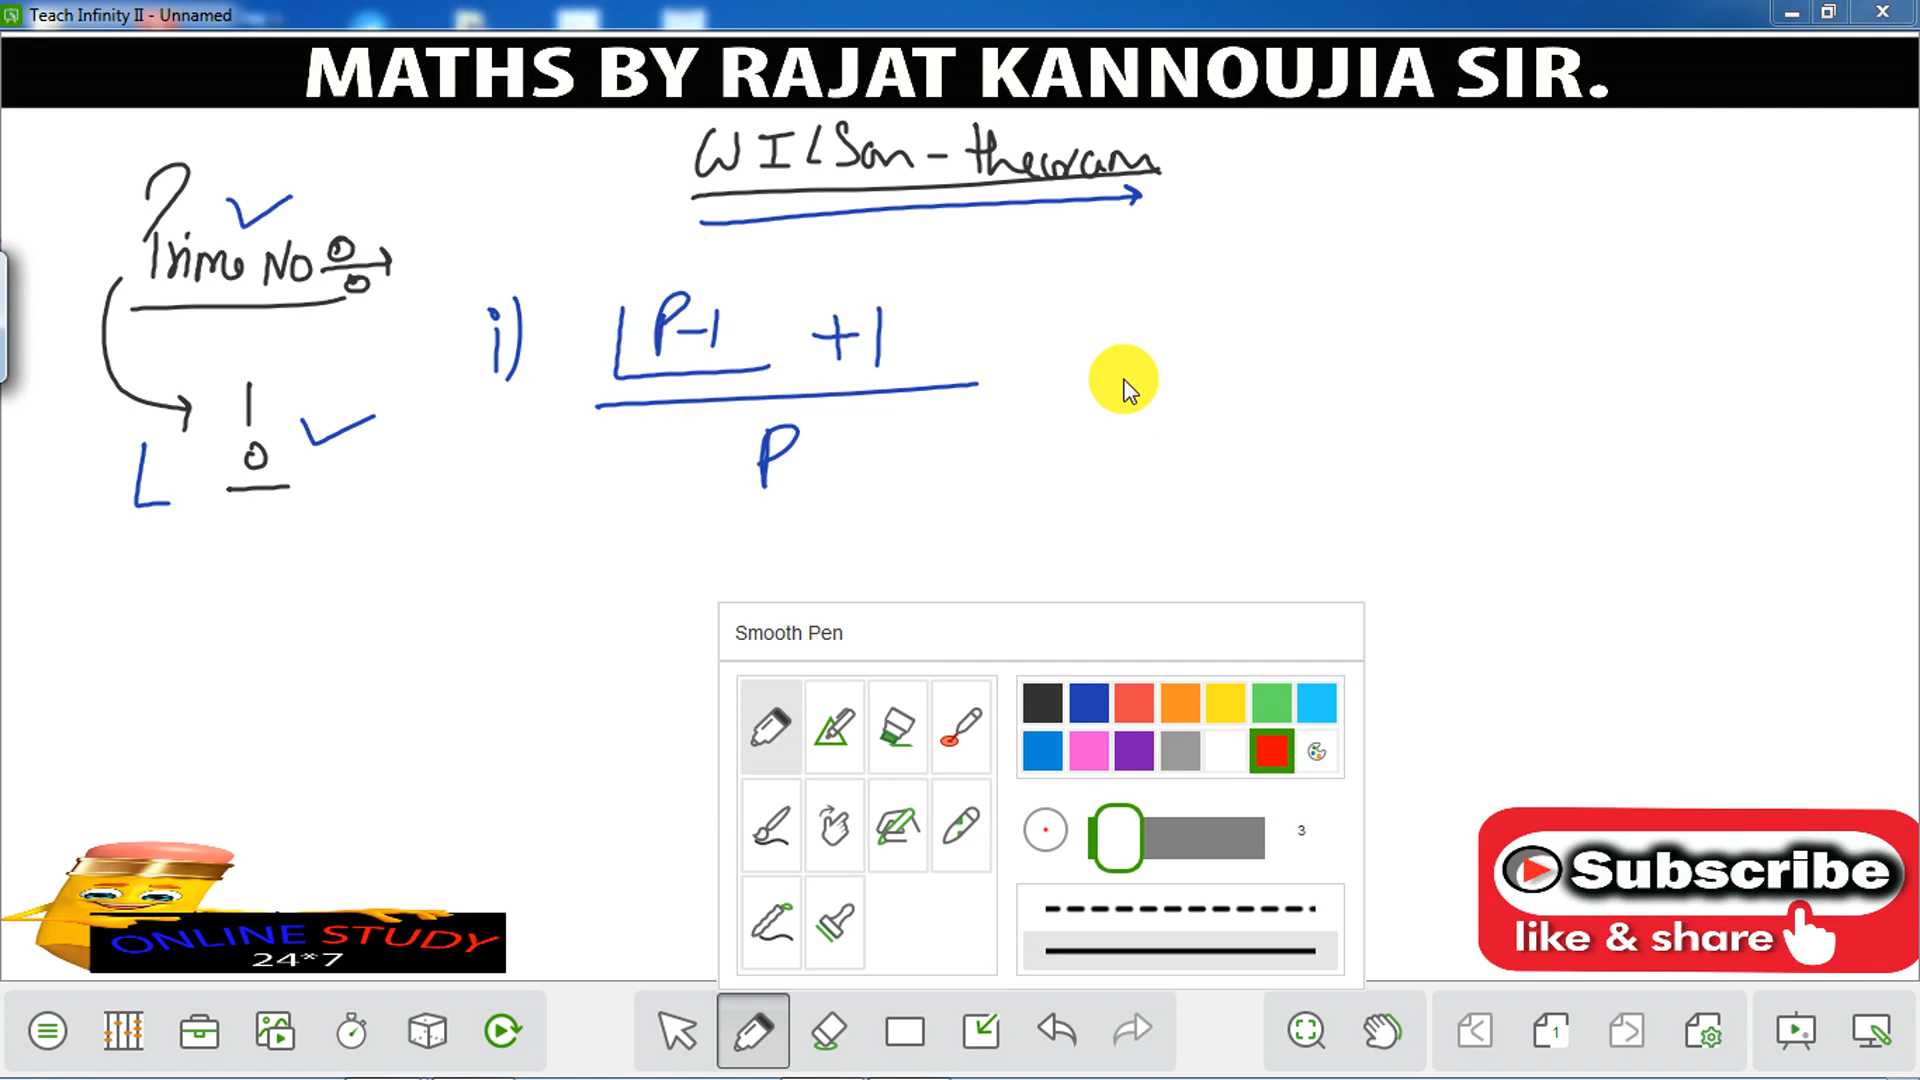 Teach Infinity II - Unnamed
MATHS BY RAJAT KANNOUJIA SIR.
WILSon - theoram
Prime No
i) P-1 +1
P
1
0
L
Smooth Pen
3
Subscribe
like & share
ONLINE STUDY
24*7
1